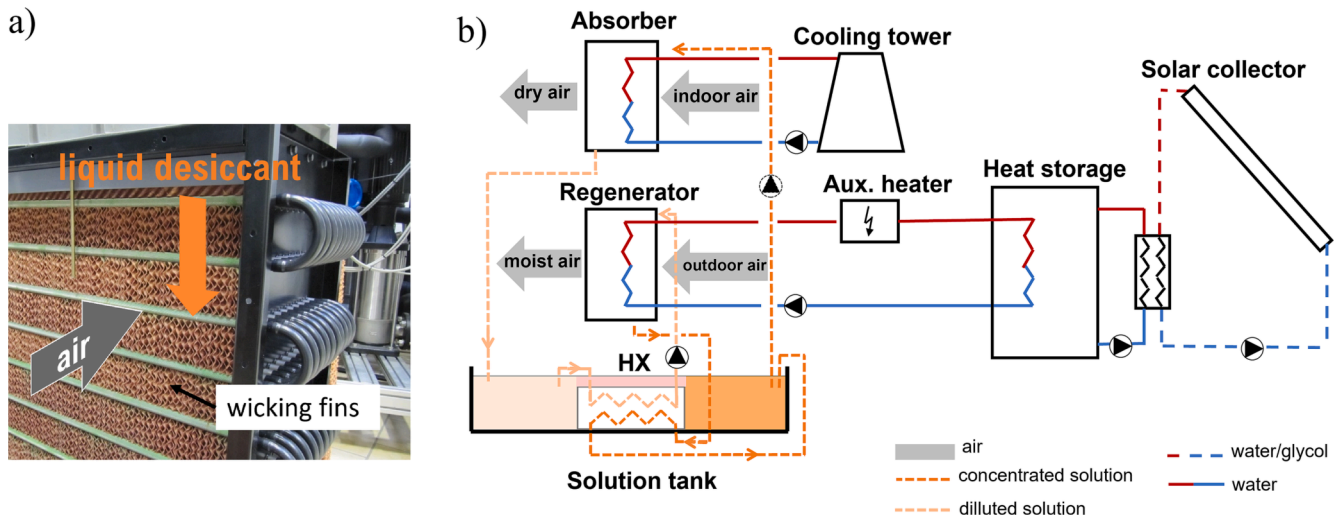 a)
liquid desiccant
air
wicking fins
b)
Absorber
Cooling tower
Solar collector
dry air
indoor air
Regenerator
Aux. heater
Heat storage
moist air
outdoor air
HX
Solution tank
air
concentrated solution
diluted solution
water/glycol
water